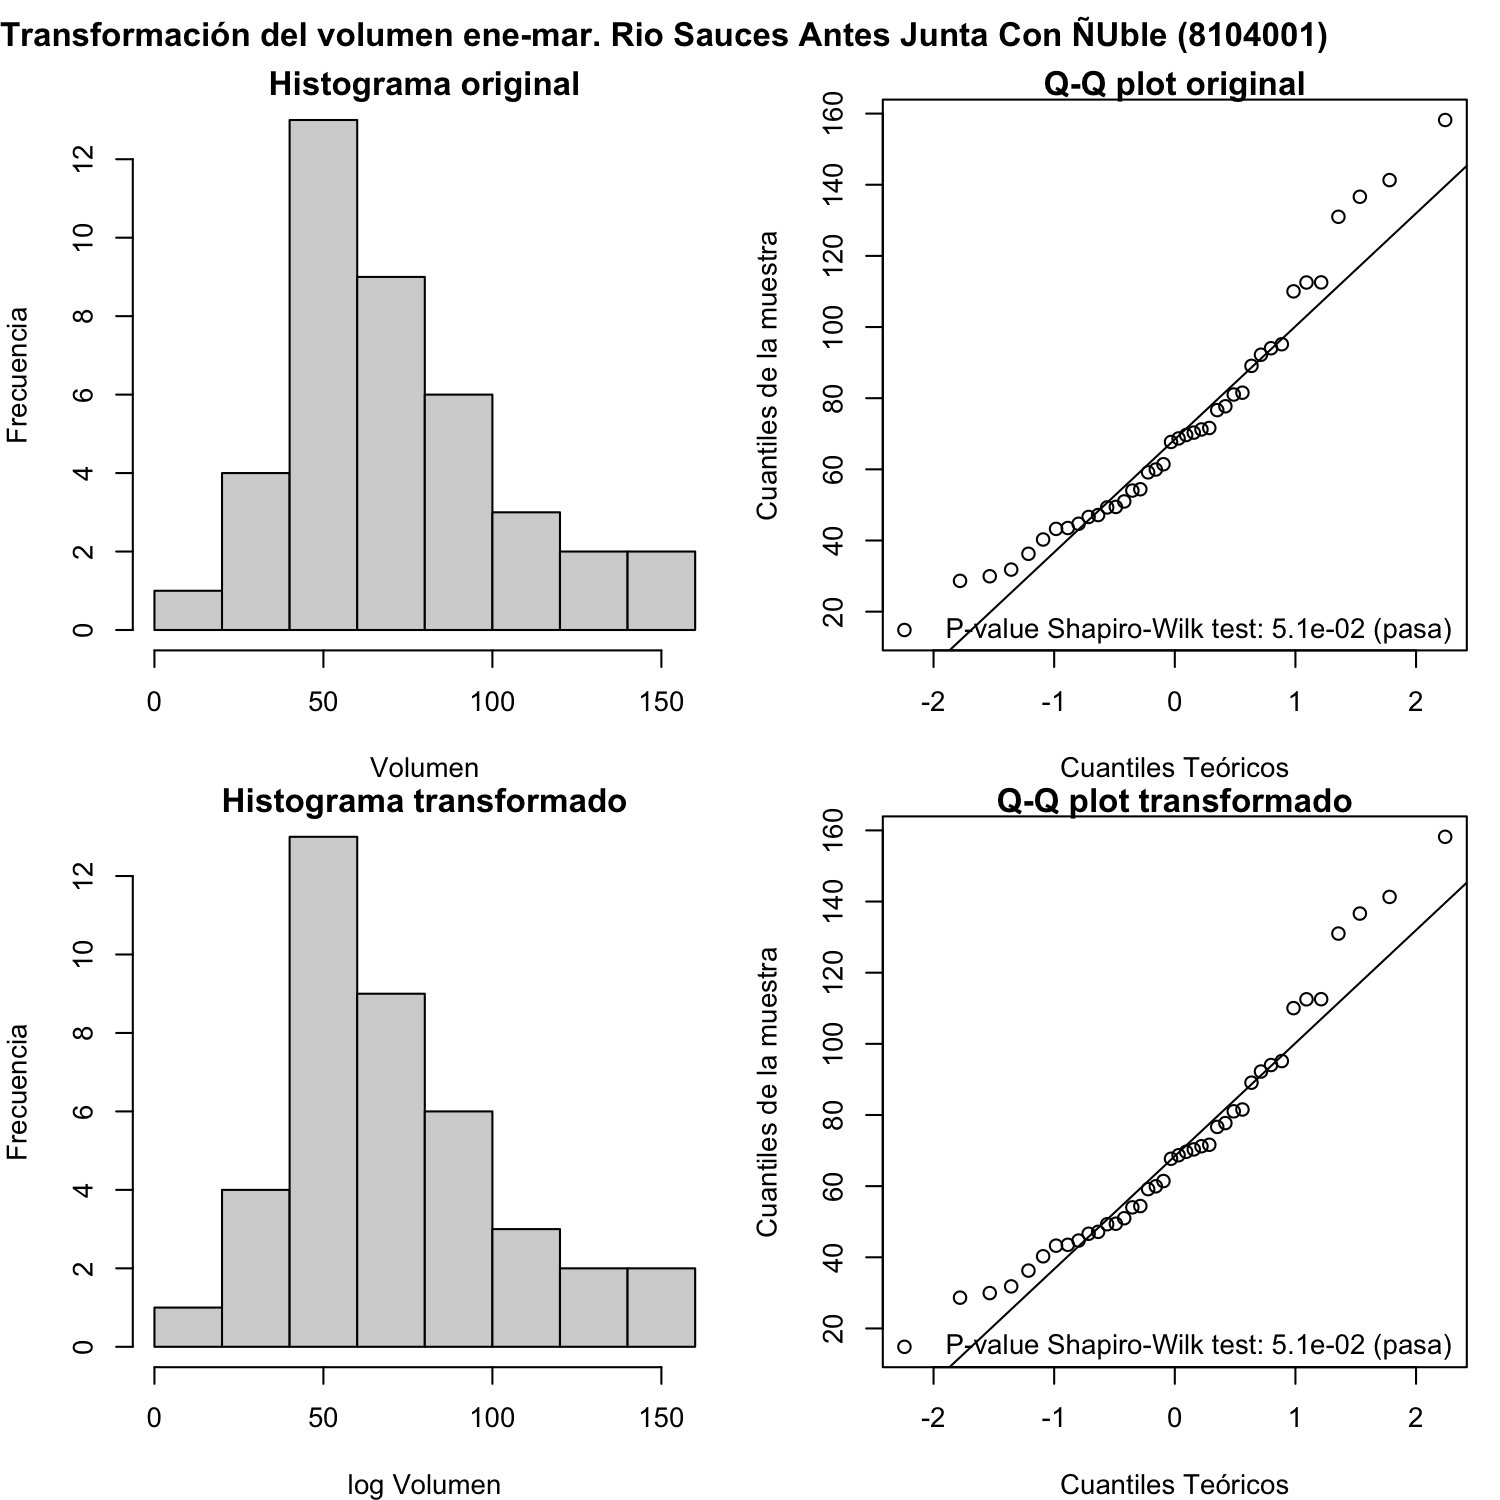 Transformación del volumen ene-mar. Rio Sauces Antes Junta Con ÑUble (8104001)
Histograma original
Frecuencia
0 2 4 6 8 10 12
0 50 100 150
Volumen
Q-Q plot original
Cuantiles de la muestra
20 40 60 80 100 120 140 160
P-value Shapiro-Wilk test: 5.1e-02 (pasa)
-2 -1 0 1 2
Cuantiles Teóricos
Histograma transformado
Frecuencia
0 2 4 6 8 10 12
0 50 100 150
log Volumen
Q-Q plot transformado
Cuantiles de la muestra
20 40 60 80 100 120 140 160
P-value Shapiro-Wilk test: 5.1e-02 (pasa)
-2 -1 0 1 2
Cuantiles Teóricos